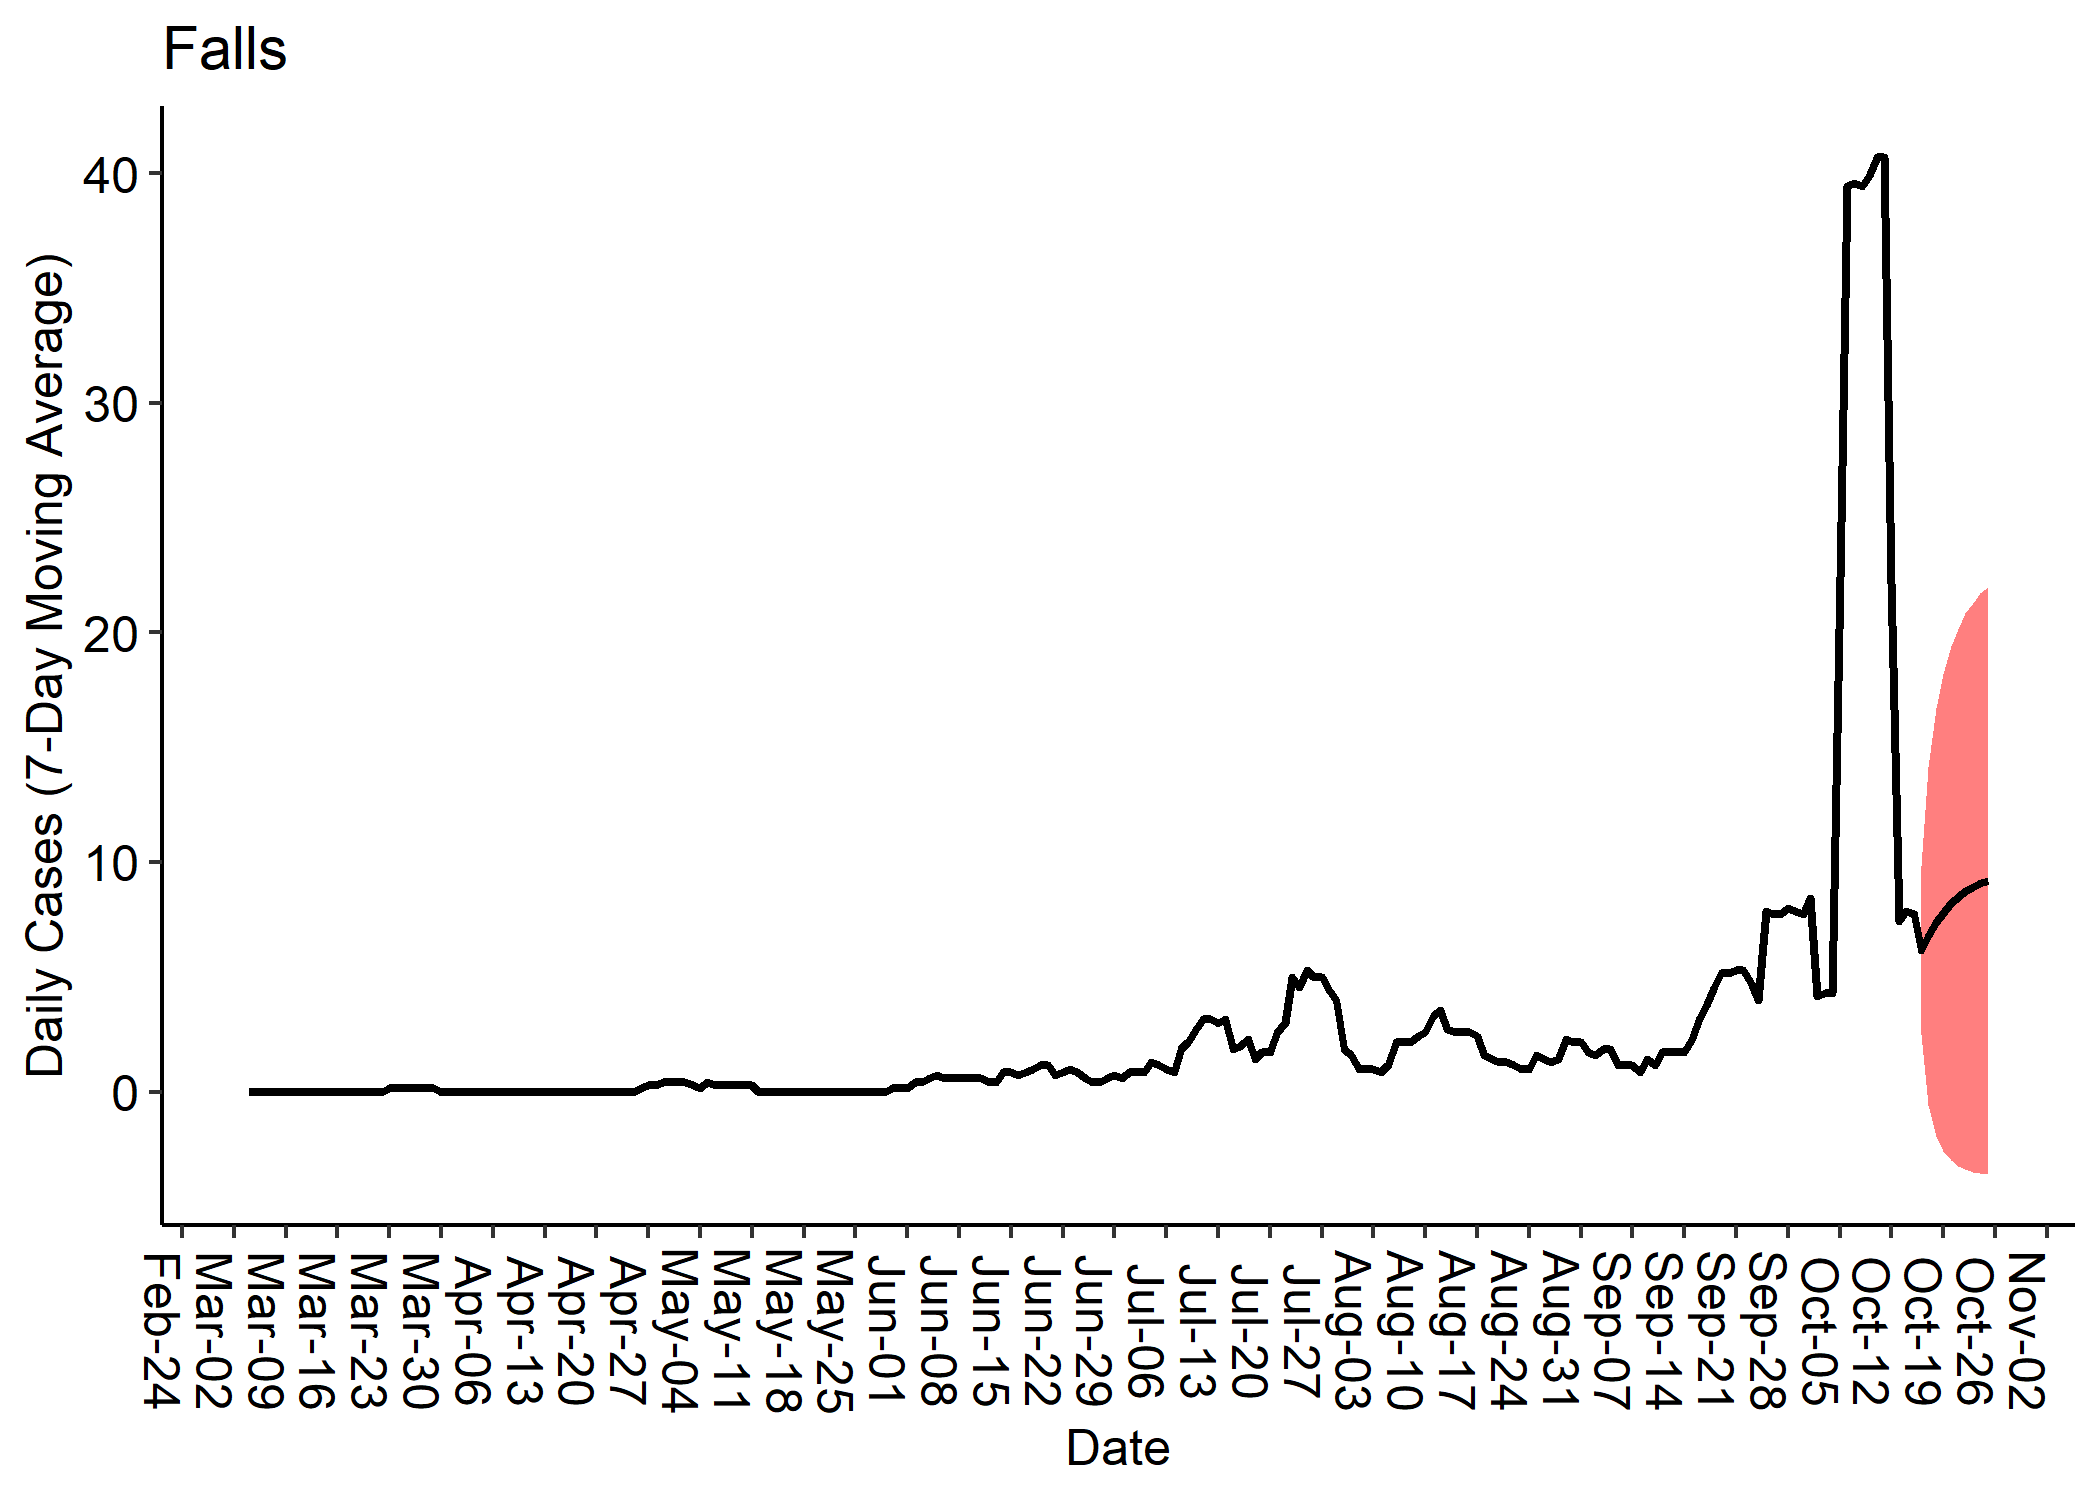 Falls
Daily Cases (7-Day Moving Average)
40
30
20
10
0
Feb-24
Mar-02
Mar-09
Mar-16
Mar-23
Mar-30
Apr-06
Apr-13
Apr-20
Apr-27
May-04
May-11
May-18
May-25
Jun-01
Jun-08
Jun-15
Jun-22
Jun-29
Jul-06
Jul-13
Jul-20
Jul-27
Aug-03
Aug-10
Aug-17
Aug-24
Aug-31
Sep-07
Sep-14
Sep-21
Sep-28
Oct-05
Oct-12
Oct-19
Oct-26
Nov-02
Date